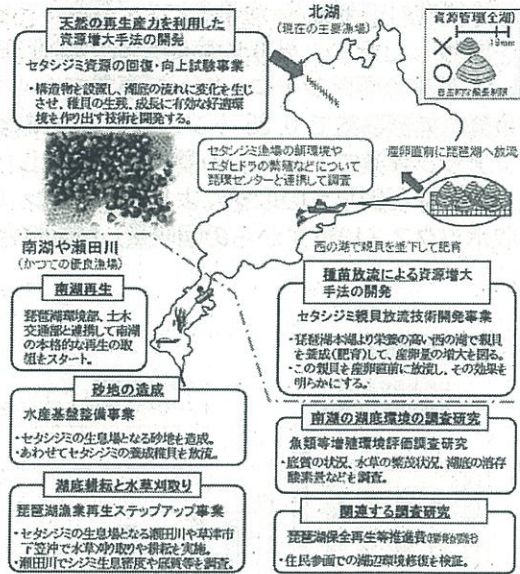 天然の再生産力を利用した
資源増大手法の開発
セタシジミ資源の回復・向上試験事業
・構造物を設置し、湖底の流れに変化を生じ
させ、稚貝の生残、成長に有効な好適環
境を作り出す技術を開発する。
北湖
(現在の主要漁場)
資源管理(全湖)
セタシジミ漁場の餌環境や
エダヒドラの繁殖などについて
琵環センターと連携して調査
産卵直前に琵琶湖へ放流
西の湖で親貝を垂下して肥育
南湖や瀬田川
(かつての優良漁場)
南湖再生
琵琶湖環境部、土木
交通部と連携して南湖
の本格的な再生の取
組をスタート。
種苗放流による資源増大
手法の開発
セタシジミ親貝放流技術開発事業
・琵琶湖本湖より栄養の高い西の湖で親貝
を養成(肥育)して、産卵量の増大を図る。
・この親貝を産卵直前に放流し、その効果を
明らかにする。
砂地の造成
水産基盤整備事業
・セタシジミの生息場となる砂地を造成。
・あわせてセタシジミの養成稚貝を放流。
南湖の湖底環境の調査研究
魚類等増殖環境評価調査研究
・底質の状況、水草の繁茂状況、湖底の溶存
酸素量なども調査。
湖底耕耘と水草刈取り
琵琶湖漁業再生ステップアップ事業
・セタシジミの生息場となる瀬田川や草津市
下笠沖で水草刈り取りや耕耘を実施。
・瀬田川でシジミ生息密度や底質等を調査。
関連する調査研究
琵琶湖保全再生等推進費
・住民参画での湖辺環境修復を検証。